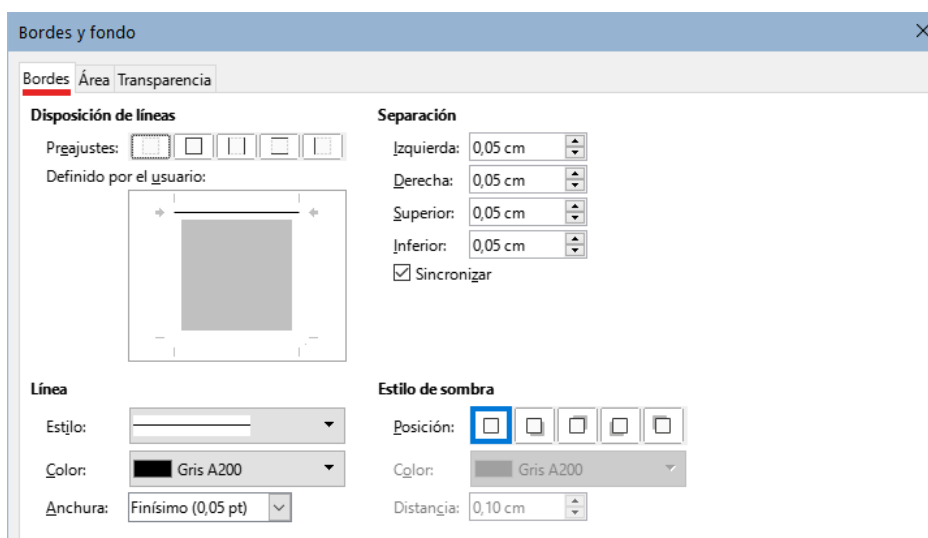 Bordes y fondo
Bordes Área Transparencia
Disposición de líneas
Preajustes:
Definido por el usuario:
Separación
Izquierda: 0,05 cm
Derecha: 0,05 cm
Superior: 0,05 cm
Inferior: 0,05 cm
Sincronizar
Línea
Estilo:
Color: Gris A200
Anchura: Finísimo (0,05 pt)
Estilo de sombra
Posición:
Color: Gris A200
Distancia: 0,10 cm